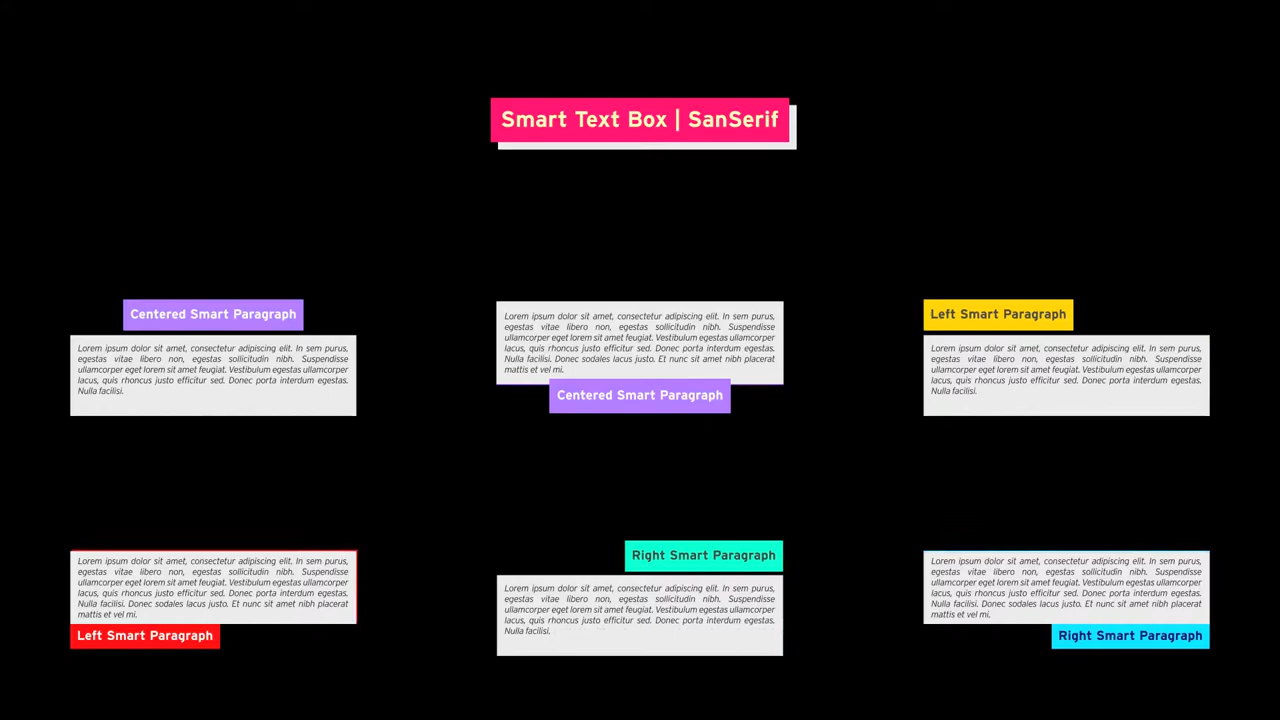 Smart Text Box | SanSerif
Centered Smart Paragraph
Lorem ipsum dolor sit amet, consectetur adipiscing elit. In sem purus,
egestas vitae libero non, egestas sollicitudin nibh. Suspendisse
ullamcorper eget lorem sit amet feugiat. Vestibulum egestas ullamcorper
lacus, quis rhoncus justo efficitur sed. Donec porta interdum egestas.
Nulla facilisi.
Lorem ipsum dolor sit amet, consectetur adipiscing elit. In sem purus,
egestas vitae libero non, egestas sollicitudin nibh. Suspendisse
ullamcorper eget lorem sit amet feugiat. Vestibulum egestas ullamcorper
lacus, quis rhoncus justo efficitur sed. Donec porta interdum egestas.
Nulla facilisi. Donec sodales lacus justo. Et nunc sit amet nibh placerat
mattis et vel mi.
Centered Smart Paragraph
Left Smart Paragraph
Lorem ipsum dolor sit amet, consectetur adipiscing elit. In sem purus,
egestas vitae libero non, egestas sollicitudin nibh. Suspendisse
ullamcorper eget lorem sit amet feugiat. Vestibulum egestas ullamcorper
lacus, quis rhoncus justo efficitur sed. Donec porta interdum egestas.
Nulla facilisi.
Lorem ipsum dolor sit amet, consectetur adipiscing elit. In sem purus,
egestas vitae libero non, egestas sollicitudin nibh. Suspendisse
ullamcorper eget lorem sit amet feugiat. Vestibulum egestas ullamcorper
lacus, quis rhoncus justo efficitur sed. Donec porta interdum egestas.
Nulla facilisi. Donec sodales lacus justo. Et nunc sit amet nibh placerat
mattis et vel mi.
Left Smart Paragraph
Right Smart Paragraph
Lorem ipsum dolor sit amet, consectetur adipiscing elit. In sem purus,
egestas vitae libero non, egestas sollicitudin nibh. Suspendisse
ullamcorper eget lorem sit amet feugiat. Vestibulum egestas ullamcorper
lacus, quis rhoncus justo efficitur sed. Donec porta interdum egestas.
Nulla facilisi.
Lorem ipsum dolor sit amet, consectetur adipiscing elit. In sem purus,
egestas vitae libero non, egestas sollicitudin nibh. Suspendisse
ullamcorper eget lorem sit amet feugiat. Vestibulum egestas ullamcorper
lacus, quis rhoncus justo efficitur sed. Donec porta interdum egestas.
Nulla facilisi. Donec sodales lacus justo. Et nunc sit amet nibh placerat
mattis et vel mi.
Right Smart Paragraph